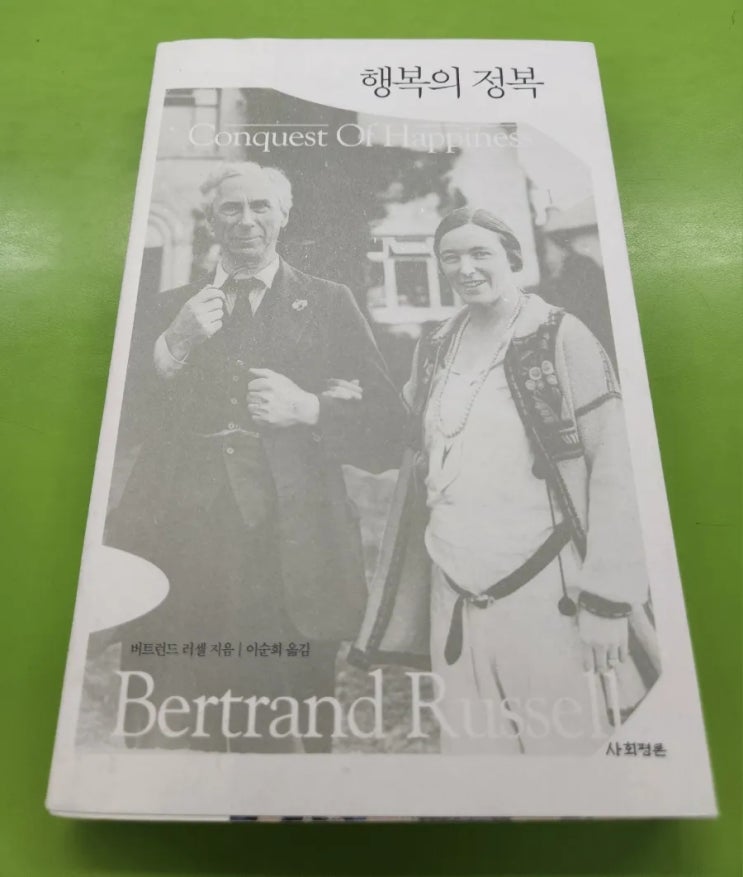 행복의 정복
Conquest Of Happiness
버트런드 러셀 지음 | 이순희 옮김
Bertrand Russell
사회평론